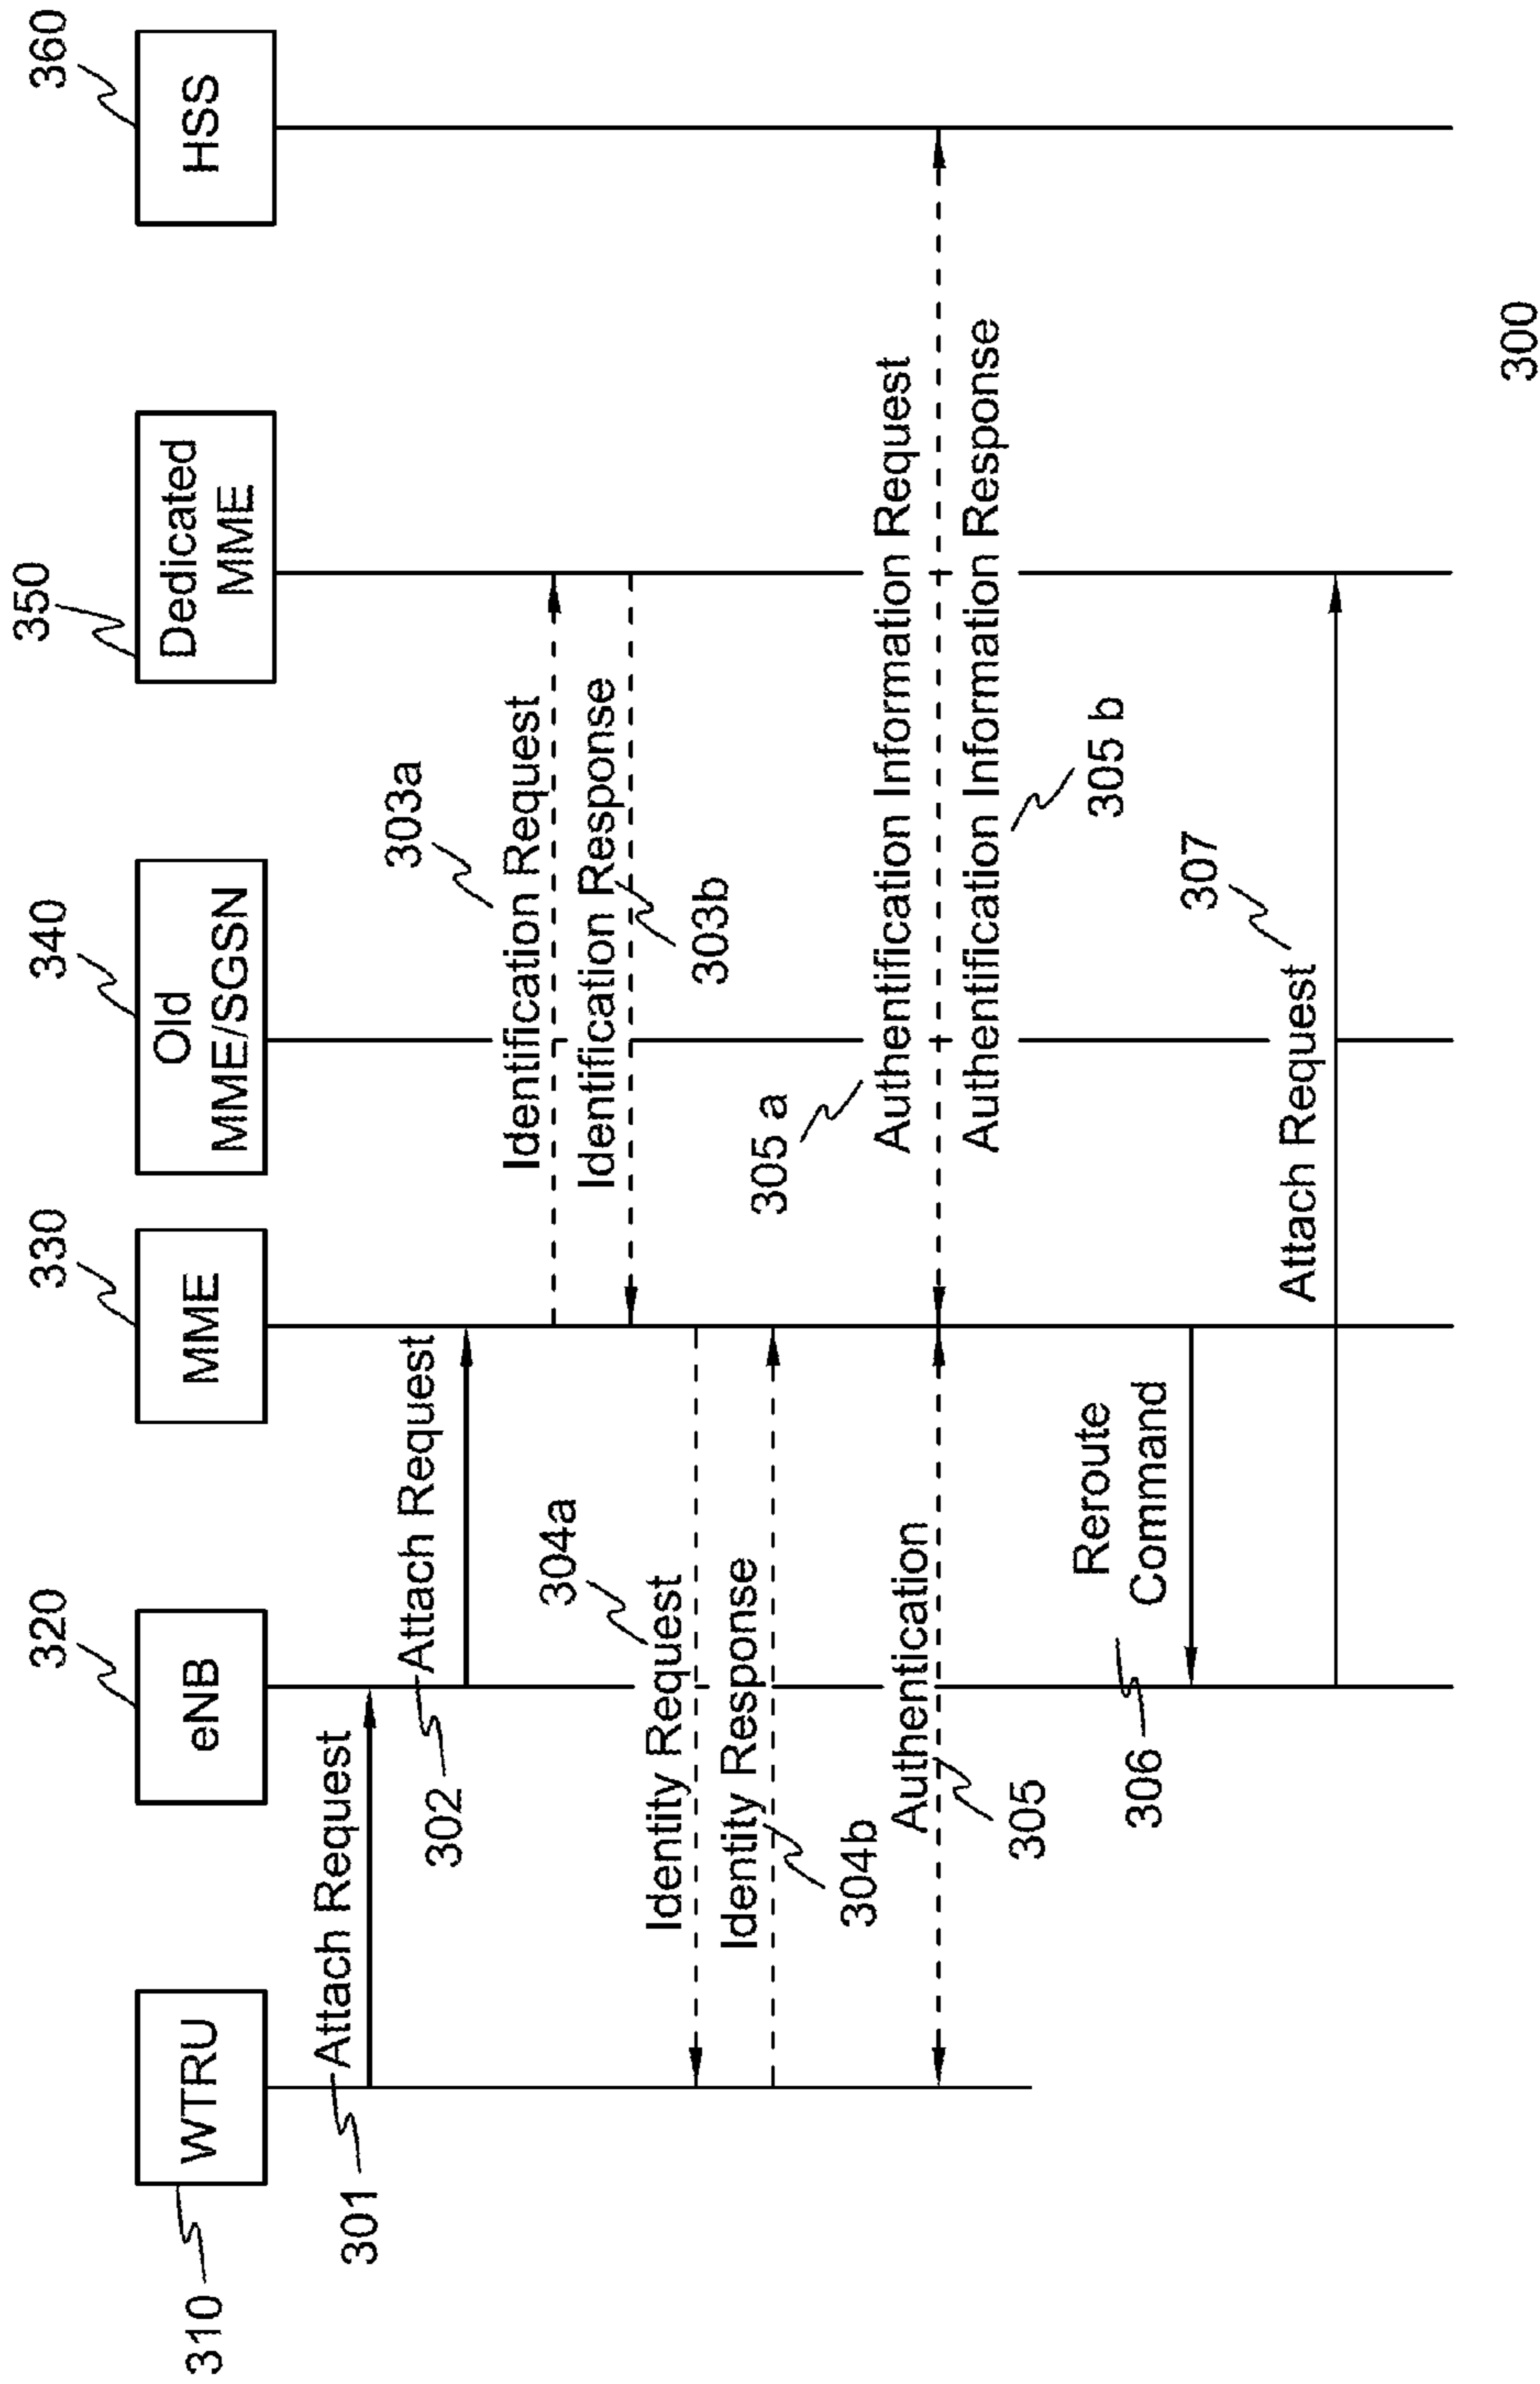 310
WTRU
320
eNB
330
MME
340
Old
MME/SGSN
350
Dedicated
MME
360
HSS
301
Attach Request
302
Attach Request
303a
Identification Request
Identification Response
303b
304a
Identity Request
Identity Response
304b
305 a
Authentication
305
Authentification Information Request
Authentification Information Response
305 b
Reroute
Command
306
307
Attach Request
300